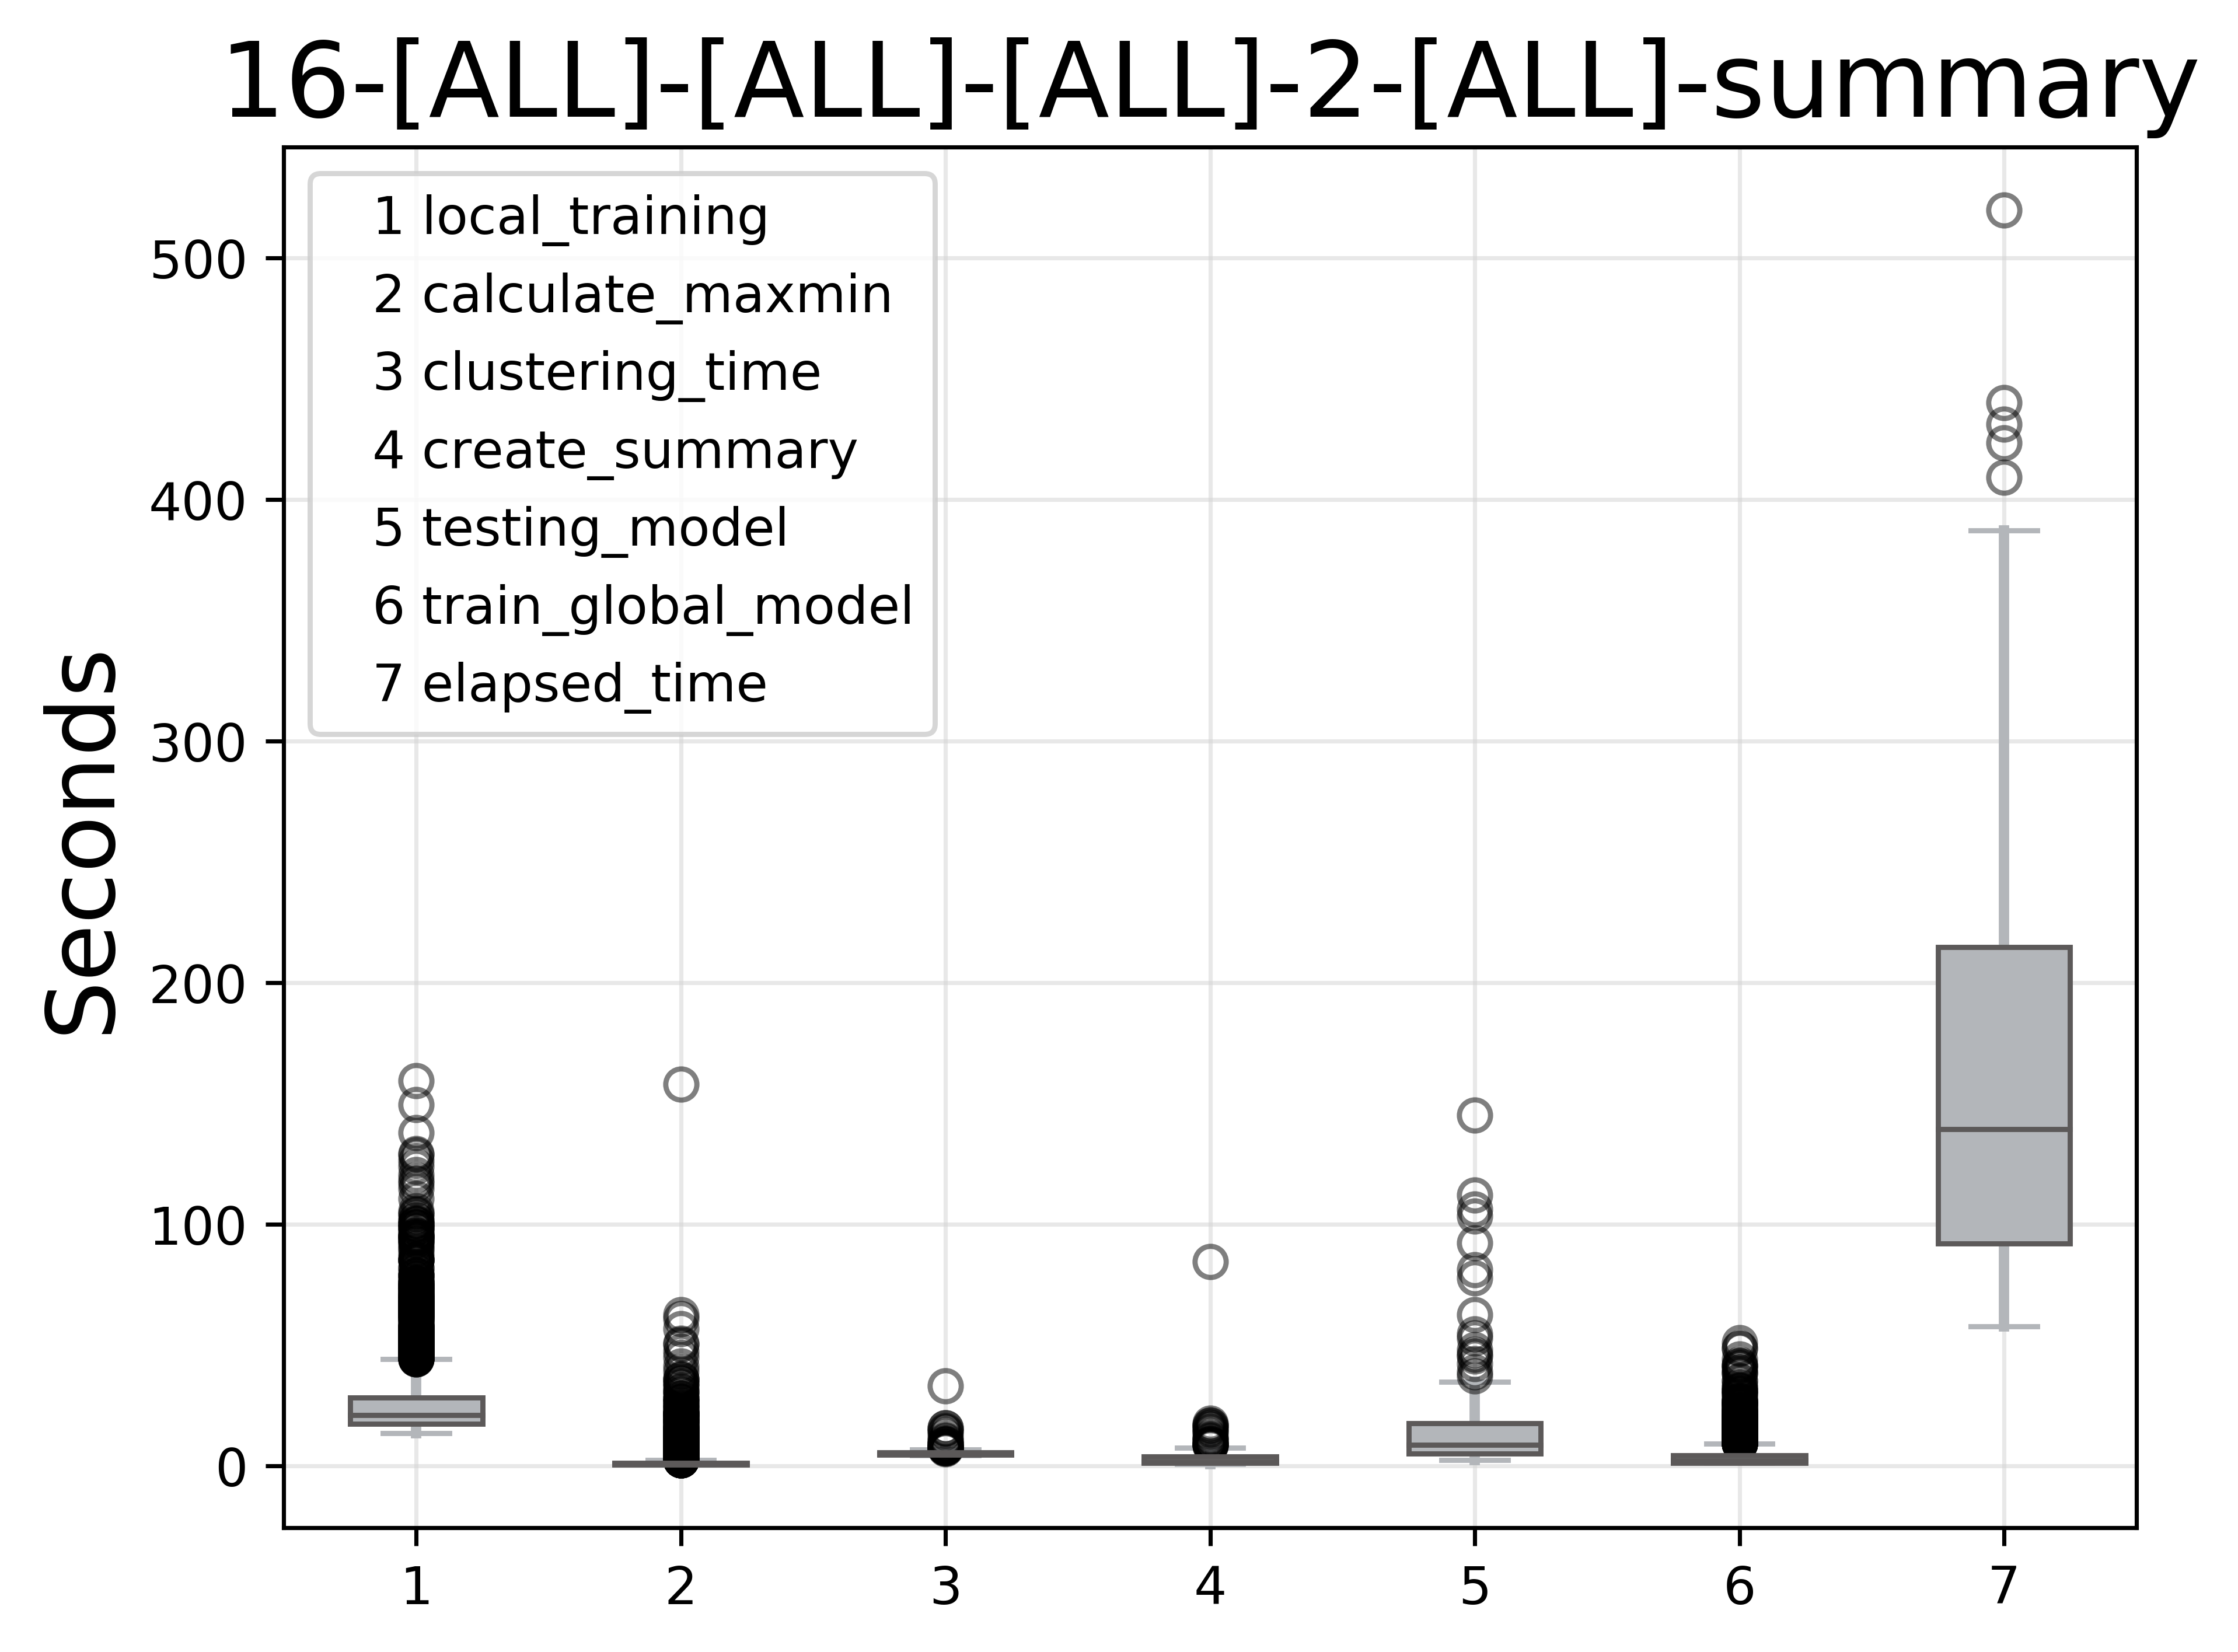 16-[ALL]-[ALL]-[ALL]-2-[ALL]-summary
1 local_training
2 calculate_maxmin
3 clustering_time
4 create_summary
5 testing_model
6 train_global_model
7 elapsed_time
Seconds
500
400
300
200
100
0
1 2 3 4 5 6 7